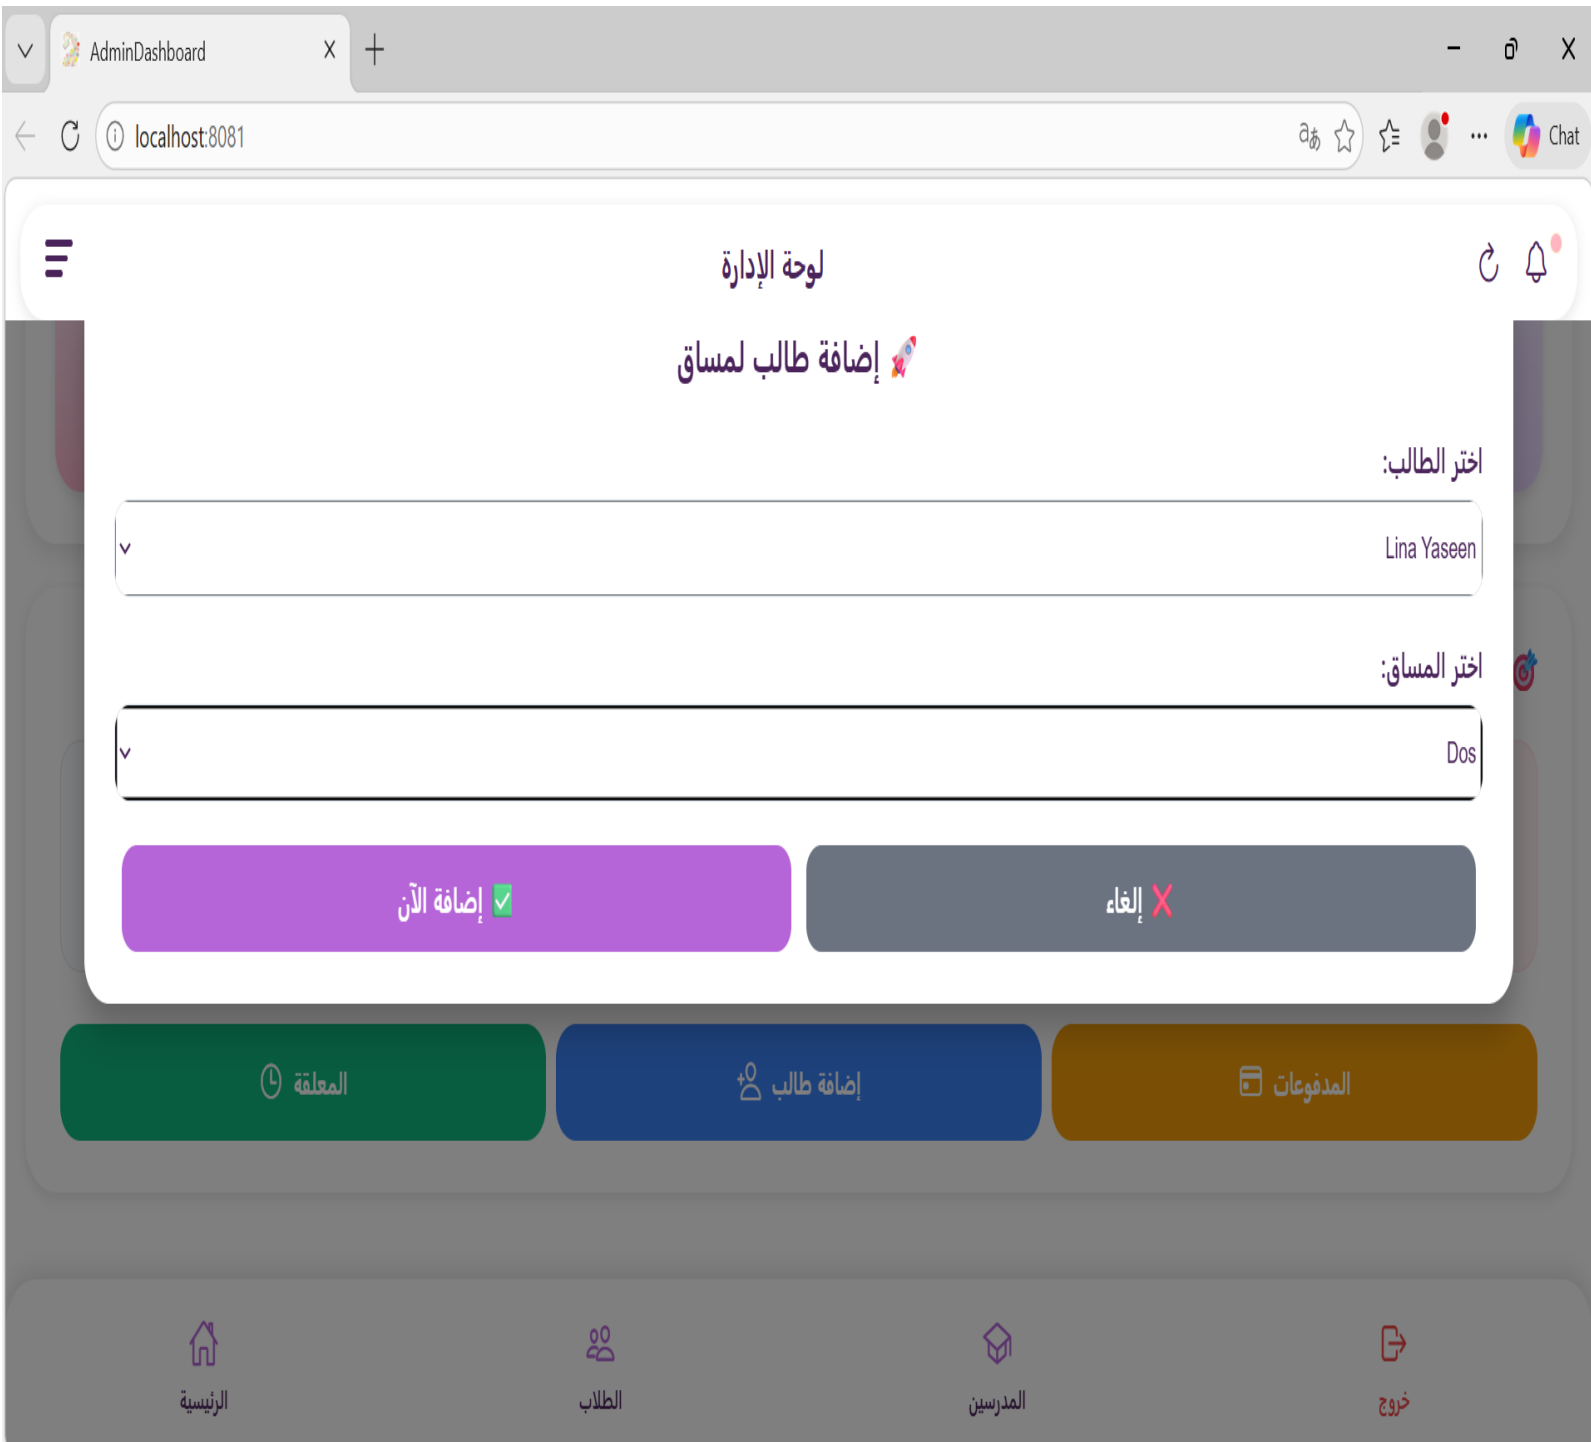 AdminDashboard
localhost:8081
Chat
لوحة الإدارة
🚀 إضافة طالب لمساق
اختر الطالب:
Lina Yaseen
اختر المساق:
Dos
❌ إلغاء
✅ إضافة الآن
المدفوعات
إضافة طالب
المعلقة
خروج
المدرسين
الطلاب
الرئيسية